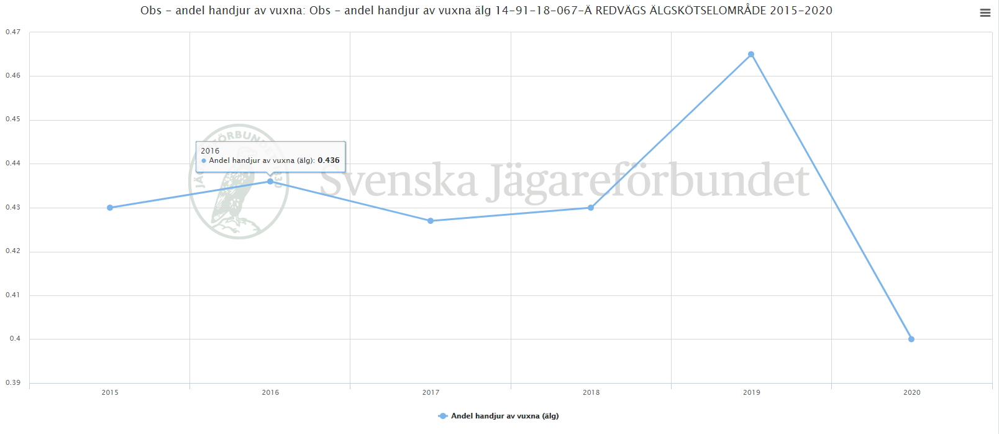 Obs - andel handjur av vuxna: Obs - andel handjur av vuxna älg 14-91-18-067-Ä REDVÄGS ÄLGSKÖTSELOMRÅDE 2015-2020
0.47
0.46
0.45
0.44
0.43
0.42
0.41
0.4
0.39
2016
Andel handjur av vuxna (älg): 0.436
Svenska Jägareförbundet
2015 2016 2017 2018 2019 2020
Andel handjur av vuxna (älg)